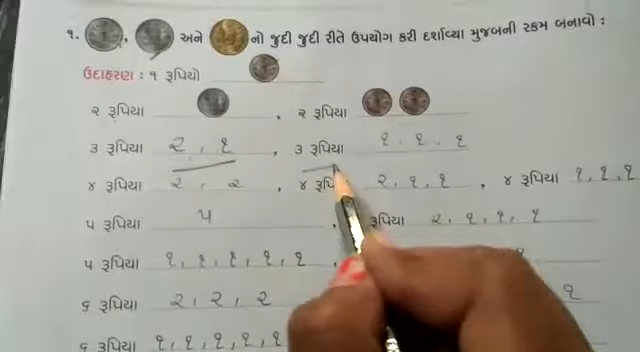 ૧. , અને નો જુદી જુદી રીતે ઉપયોગ કરી દર્શાવ્યા મુજબની રકમ બનાવો :
ઉદાહરણ : ૧ રૂપિયો
૨ રૂપિયા , ૨ રૂપિયા
૩ રૂપિયા ૨, ૧ , ૩ રૂપિયા ૧, ૧, ૧
૪ રૂપિયા ૨, ૨ , ૪ ૨, ૧, ૧ , ૪ રૂપિયા ૧, ૧, ૧
૫ રૂપિયા ૫ , રૂપિયા ૨, ૧, ૧, ૧
૫ રૂપિયા ૧, ૧, ૧, ૧, ૧ ,
૬ રૂપિયા ૨, ૨, ૨ ૧
૬ રૂપિયા ૧, ૧, ૧, ૧, ૧